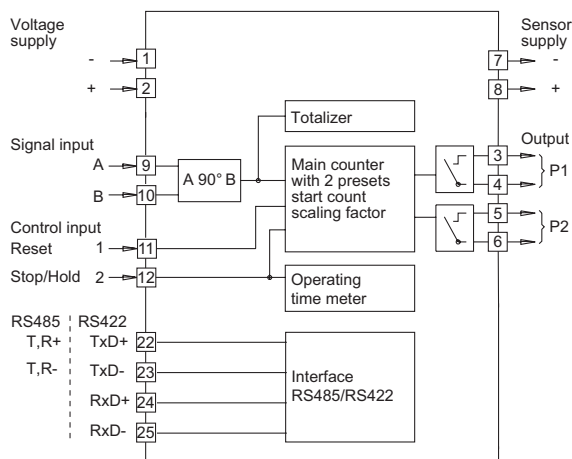 Voltage
supply
-
1
+
2
Sensor
supply
7
-
8
+
Totalizer
Signal input
A
9
B
10
A 90° B
Main counter
with 2 presets
start count
scaling factor
Output
3
4
P1
5
6
P2
Control input
Reset
1
11
Stop/Hold
2
12
Operating
time meter
RS485
RS422
T,R+
TxD+
22
T,R-
TxD-
23
RxD+
24
RxD-
25
Interface
RS485/RS422